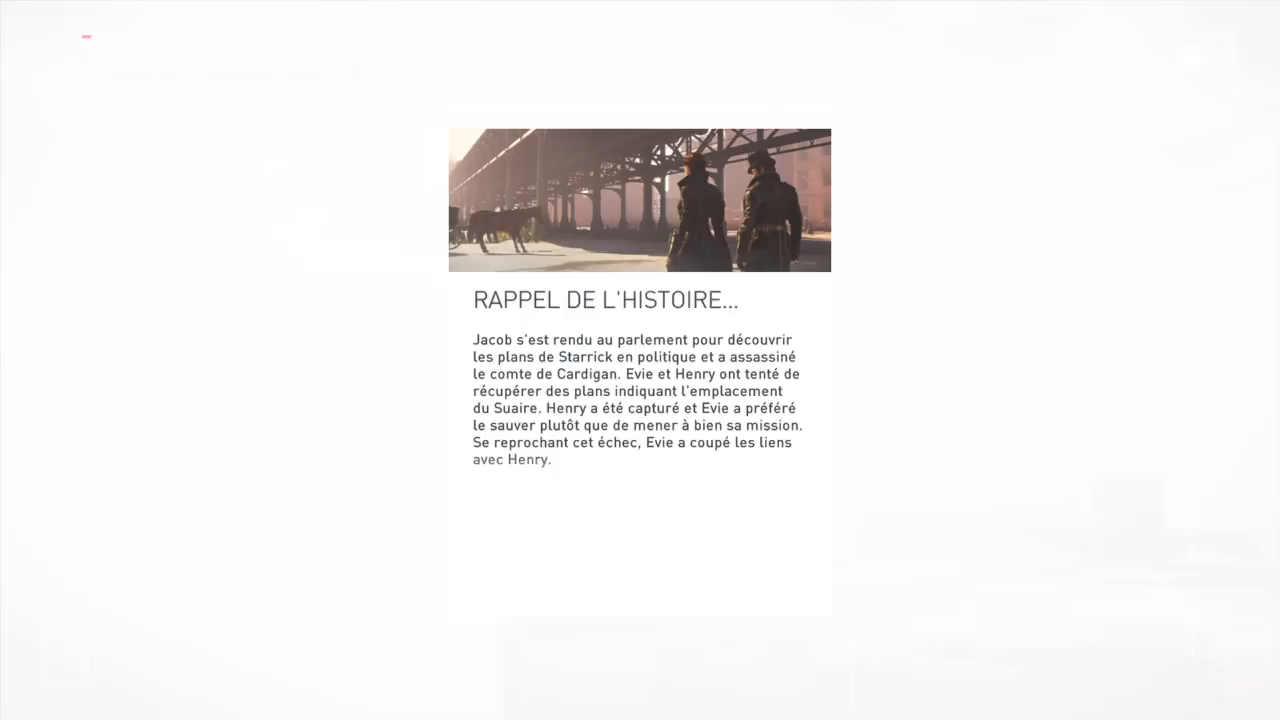 RAPPEL DE L'HISTOIRE...
Jacob s'est rendu au parlement pour découvrir
les plans de Starrick en politique et a assassiné
le comte de Cardigan. Evie et Henry ont tenté de
récupérer des plans indiquant l'emplacement
du Suaire. Henry a été capturé et Evie a préféré
le sauver plutôt que de mener à bien sa mission.
Se reprochant cet échec, Evie a coupé les liens
avec Henry.